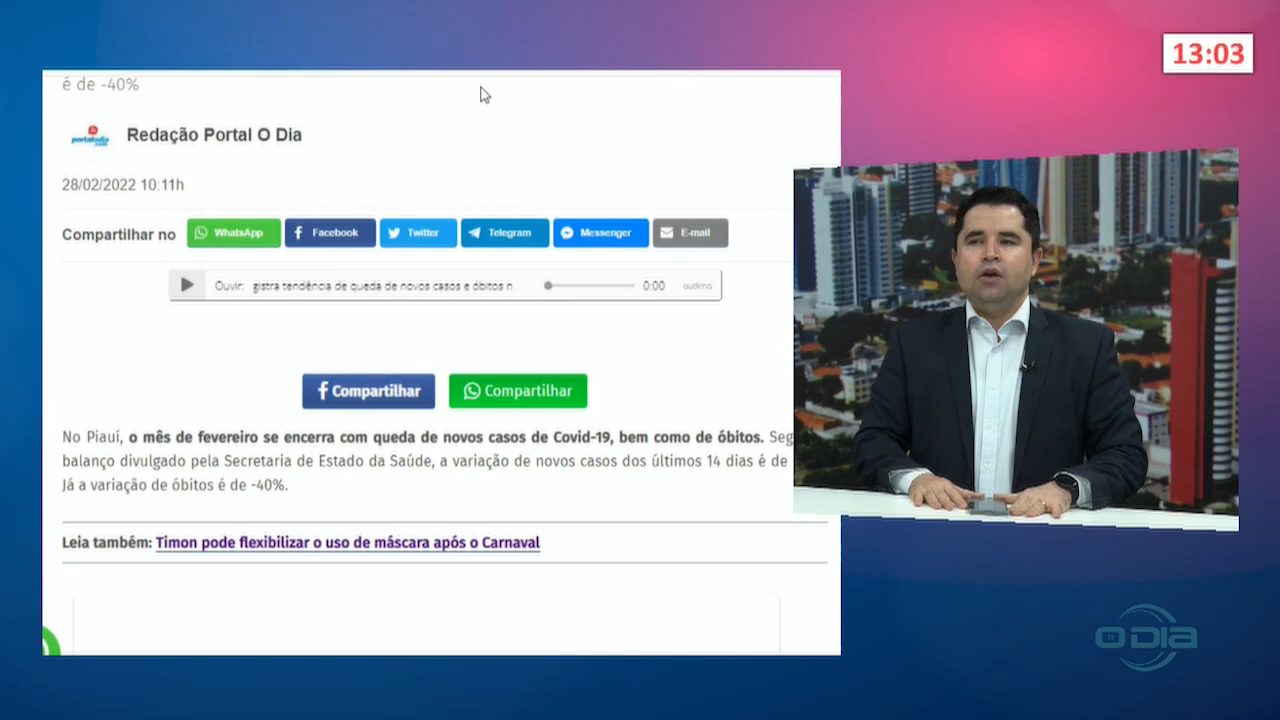 13:03
é de -40%
portalodia
.com
Redação Portal O Dia
28/02/2022 10:11h
Compartilhar no WhatsApp Facebook Twitter Telegram Messenger E-mail
Ouvir: gistra tendência de queda de novos casos e óbitos n 0:00 audima
Compartilhar Compartilhar
No Piauí, o mês de fevereiro se encerra com queda de novos casos de Covid-19, bem como de óbitos. Seg
balanço divulgado pela Secretaria de Estado da Saúde, a variação de novos casos dos últimos 14 dias é de
Já a variação de óbitos é de -40%.
Leia também: Timon pode flexibilizar o uso de máscara após o Carnaval
O DIA